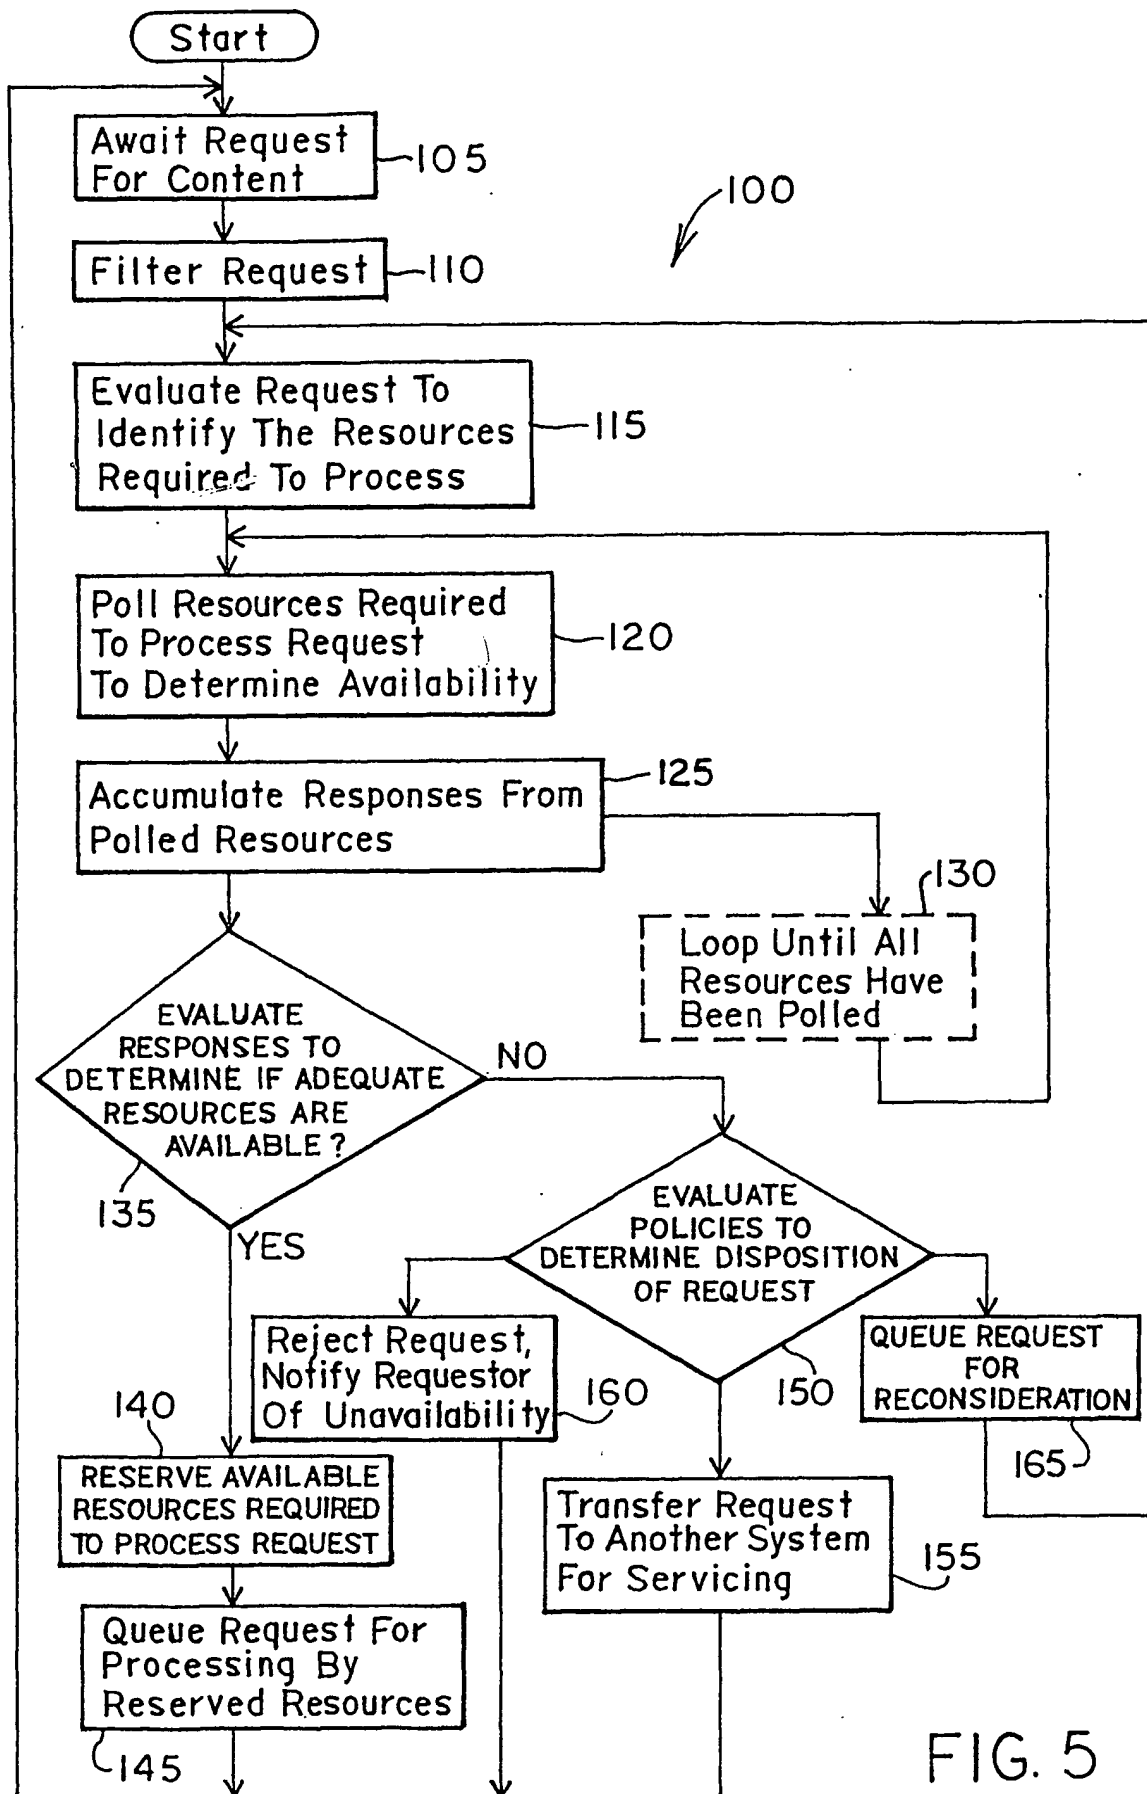 Start
Await Request
For Content
105
100
Filter Request
110
Evaluate Request To
Identify The Resources
Required To Process
115
Poll Resources Required
To Process Request
To Determine Availability
120
Accumulate Responses From
Polled Resources
125
130
Loop Until All
Resources Have
Been Polled
EVALUATE
RESPONSES TO
DETERMINE IF ADEQUATE
RESOURCES ARE
AVAILABLE?
135
NO
YES
EVALUATE
POLICIES TO
DETERMINE DISPOSITION
OF REQUEST
150
Reject Request,
Notify Requestor
Of Unavailability
160
QUEUE REQUEST
FOR
RECONSIDERATION
165
140
RESERVE AVAILABLE
RESOURCES REQUIRED
TO PROCESS REQUEST
Transfer Request
To Another System
For Servicing
155
Queue Request For
Processing By
Reserved Resources
145
FIG. 5